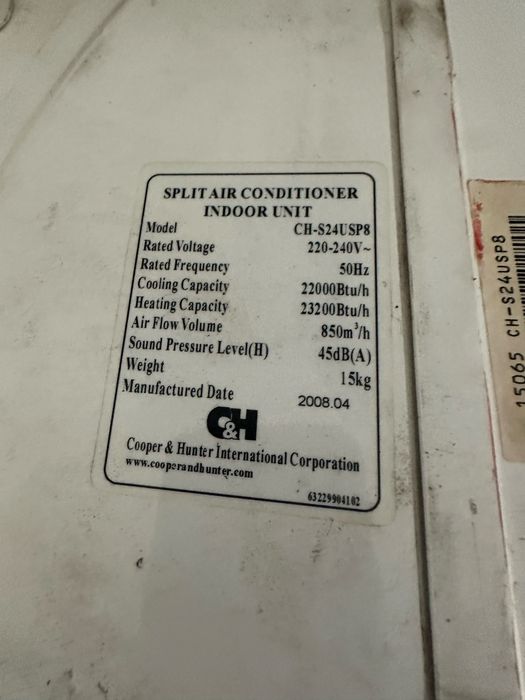 SPLIT AIR CONDITIONER
INDOOR UNIT
Model CH-S24USP8
Rated Voltage 220-240V~
Rated Frequency 50Hz
Cooling Capacity 22000Btu/h
Heating Capacity 23200Btu/h
Air Flow Volume 850m³/h
Sound Pressure Level(H) 45dB(A)
Weight 15kg
Manufactured Date 2008.04
C&H
Cooper & Hunter International Corporation
www.cooperandhunter.com
63229904102
15065 CH-S24USP8